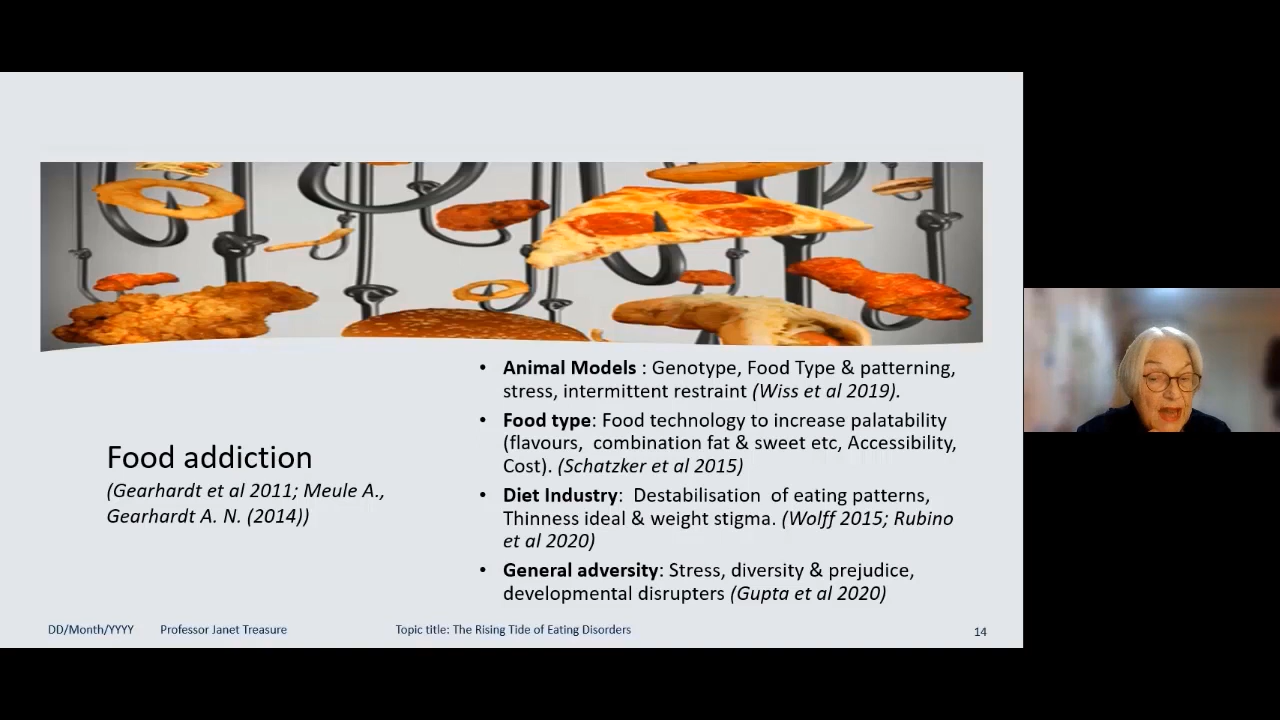 Food addiction
(Gearhardt et al 2011; Meule A.,
Gearhardt A. N. (2014))
• Animal Models : Genotype, Food Type & patterning,
stress, intermittent restraint (Wiss et al 2019).
• Food type: Food technology to increase palatability
(flavours,  combination fat & sweet etc, Accessibility,
Cost). (Schatzker et al 2015)
• Diet Industry:  Destabilisation  of eating patterns,
Thinness ideal & weight stigma. (Wolff 2015; Rubino
et al 2020)
• General adversity: Stress, diversity & prejudice,
developmental disrupters (Gupta et al 2020)
DD/Month/YYYY Professor Janet Treasure Topic title: The Rising Tide of Eating Disorders 14